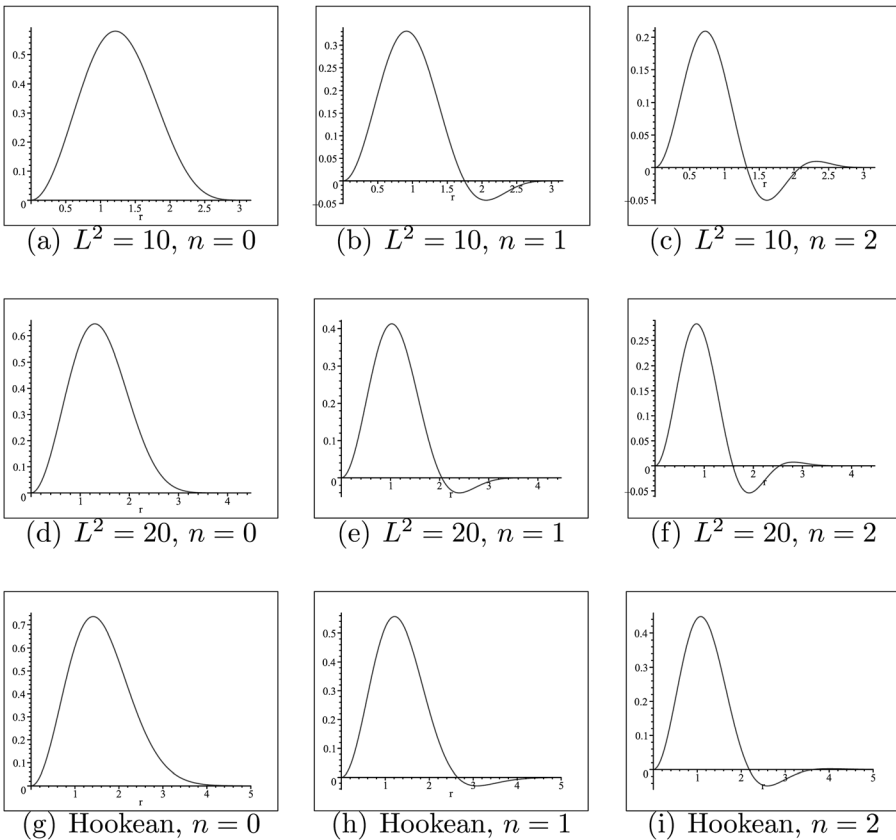 0.5
0.4
0.3
0.2
0.1
0
0.5 1 1.5 2 2.5 3
r
(a) L² = 10, n = 0
0.3
0.25
0.2
0.15
0.1
0.05
0
−0.05
0.5 1 1.5 2 2.5 3
r
(b) L² = 10, n = 1
0.2
0.15
0.1
0.05
0
−0.05
0.5 1 1.5 2 2.5 3
r
(c) L² = 10, n = 2
0.6
0.5
0.4
0.3
0.2
0.1
0
1 2 3 4
r
(d) L² = 20, n = 0
0.4
0.3
0.2
0.1
0
1 2 3 4
r
(e) L² = 20, n = 1
0.25
0.2
0.15
0.1
0.05
0
−0.05
1 2 3 4
r
(f) L² = 20, n = 2
0.7
0.6
0.5
0.4
0.3
0.2
0.1
0
1 2 3 4 5
r
(g) Hookean, n = 0
0.5
0.4
0.3
0.2
0.1
0
1 2 3 4 5
r
(h) Hookean, n = 1
0.4
0.3
0.2
0.1
0
1 2 3 4 5
r
(i) Hookean, n = 2